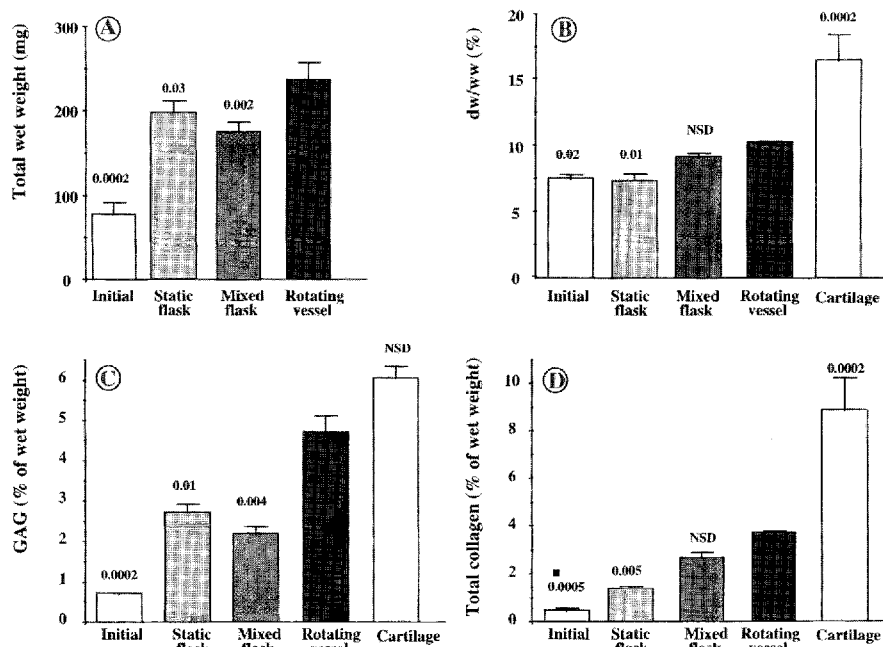 A
Total wet weight (mg)
300
200
100
0
0.0002
0.03
0.002
Initial
Static
flask
Mixed
flask
Rotating
vessel
B
dw/ww (%)
20
15
10
5
0
0.02
0.01
NSD
0.0002
Initial
Static
flask
Mixed
flask
Rotating
vessel
Cartilage
C
GAG (% of wet weight)
6
5
4
3
2
1
0
0.0002
0.01
0.004
NSD
Initial
Static
Mixed
Rotating
Cartilage
D
Total collagen (% of wet weight)
10
8
6
4
2
0
0.0005
0.005
NSD
0.0002
Initial
Static
flask
Mixed
flask
Rotating
vessel
Cartilage